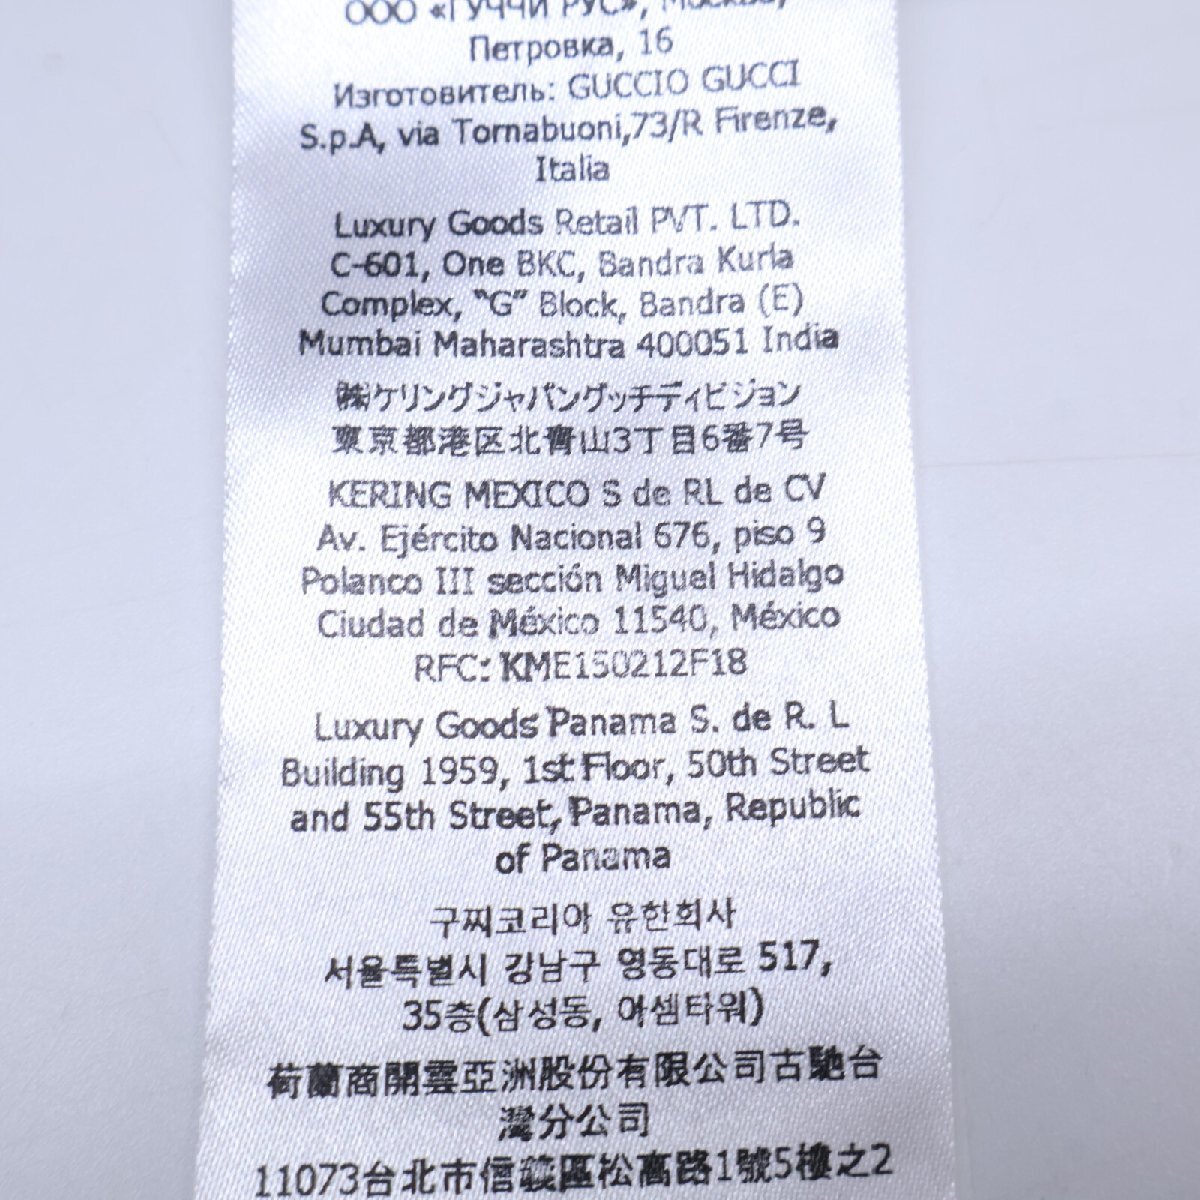 ООО «ГУЧЧИ РУС», Москва,
Петровка, 16
Изготовитель: GUCCIO GUCCI
S.p.A, via Tornabuoni,73/R Firenze,
Italia
Luxury Goods Retail PVT. LTD.
C-601, One BKC, Bandra Kurla
Complex, "G" Block, Bandra (E)
Mumbai Maharashtra 400051 India
㈱ケリングジャパングッチディビジョン
東京都港区北青山3丁目6番7号
KERING MEXICO S de RL de CV
Av. Ejército Nacional 676, piso 9
Polanco III sección Miguel Hidalgo
Ciudad de México 11540, México
RFC: KME150212F18
Luxury Goods Panama S. de R. L
Building 1959, 1st Floor, 50th Street
and 55th Street, Panama, Republic
of Panama
구찌코리아 유한회사
서울특별시 강남구 영동대로 517,
35층(삼성동, 아셈타워)
荷蘭商開雲亞洲股份有限公司古馳台
灣分公司
11073台北市信義區松高路1號5樓之2